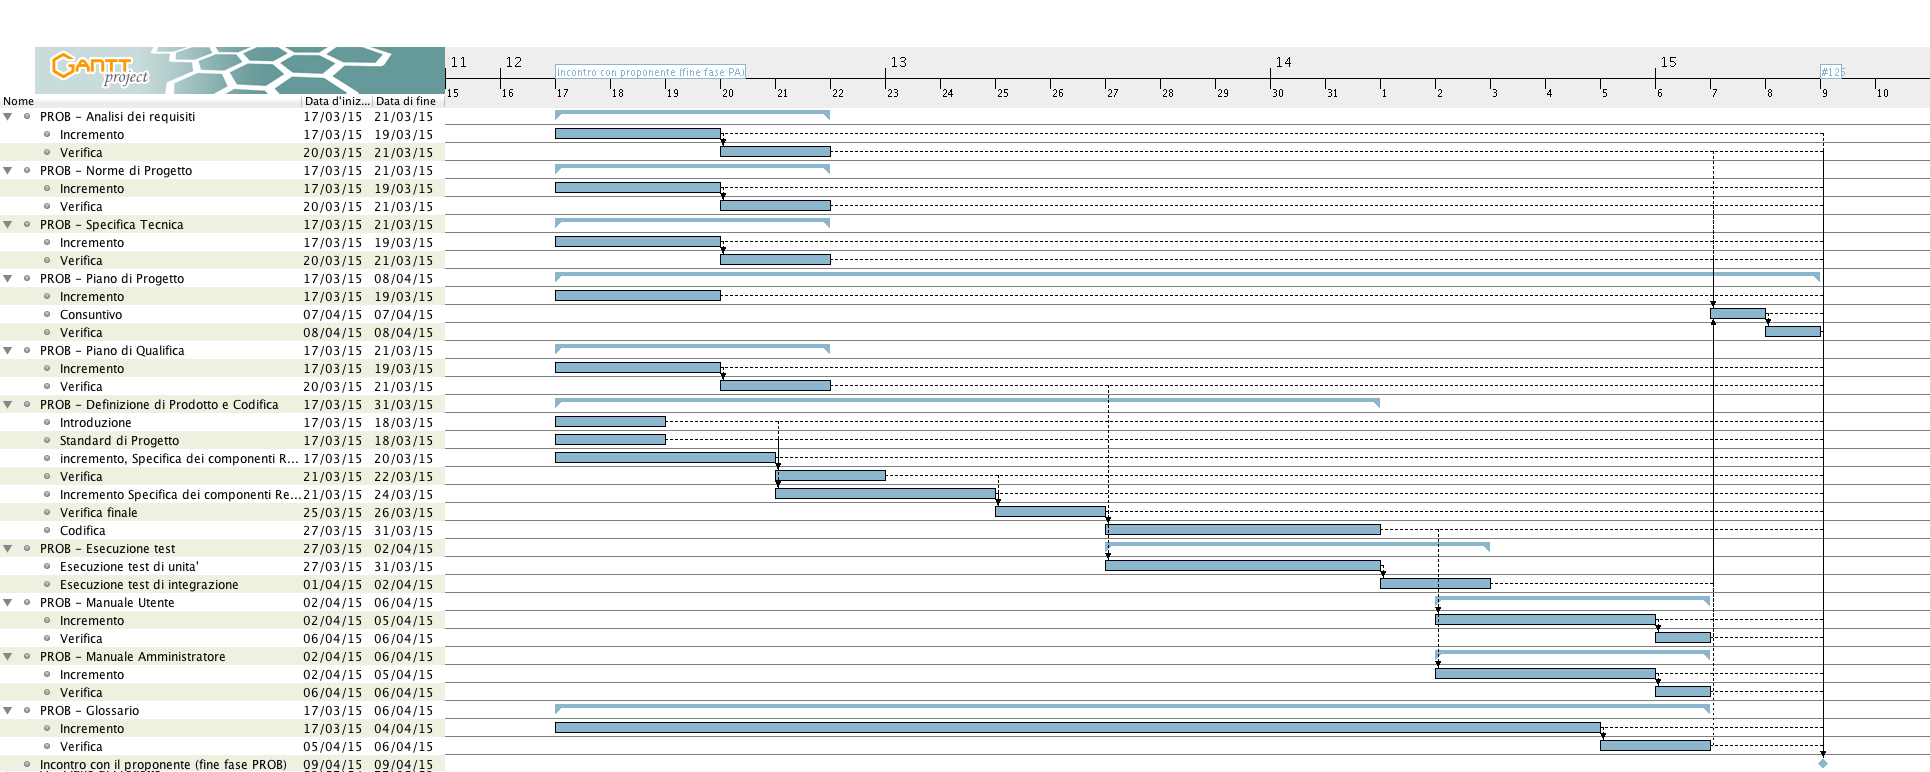 GANTT
project
11 12 13 14 15
Incontro con proponente (fine fase PA)
#125
15 16 17 18 19 20 21 22 23 24 25 26 27 28 29 30 31 1 2 3 4 5 6 7 8 9 10
Nome Data d'iniz... Data di fine
PROB - Analisi dei requisiti 17/03/15 21/03/15
Incremento 17/03/15 19/03/15
Verifica 20/03/15 21/03/15
PROB - Norme di Progetto 17/03/15 21/03/15
Incremento 17/03/15 19/03/15
Verifica 20/03/15 21/03/15
PROB - Specifica Tecnica 17/03/15 21/03/15
Incremento 17/03/15 19/03/15
Verifica 20/03/15 21/03/15
PROB - Piano di Progetto 17/03/15 08/04/15
Incremento 17/03/15 19/03/15
Consuntivo 07/04/15 07/04/15
Verifica 08/04/15 08/04/15
PROB - Piano di Qualifica 17/03/15 21/03/15
Incremento 17/03/15 19/03/15
Verifica 20/03/15 21/03/15
PROB - Definizione di Prodotto e Codifica 17/03/15 31/03/15
Introduzione 17/03/15 18/03/15
Standard di Progetto 17/03/15 18/03/15
incremento, Specifica dei componenti R... 17/03/15 20/03/15
Verifica 21/03/15 22/03/15
Incremento Specifica dei componenti Re... 21/03/15 24/03/15
Verifica finale 25/03/15 26/03/15
Codifica 27/03/15 31/03/15
PROB - Esecuzione test 27/03/15 02/04/15
Esecuzione test di unita' 27/03/15 31/03/15
Esecuzione test di integrazione 01/04/15 02/04/15
PROB - Manuale Utente 02/04/15 06/04/15
Incremento 02/04/15 05/04/15
Verifica 06/04/15 06/04/15
PROB - Manuale Amministratore 02/04/15 06/04/15
Incremento 02/04/15 05/04/15
Verifica 06/04/15 06/04/15
PROB - Glossario 17/03/15 06/04/15
Incremento 17/03/15 04/04/15
Verifica 05/04/15 06/04/15
Incontro con il proponente (fine fase PROB) 09/04/15 09/04/15